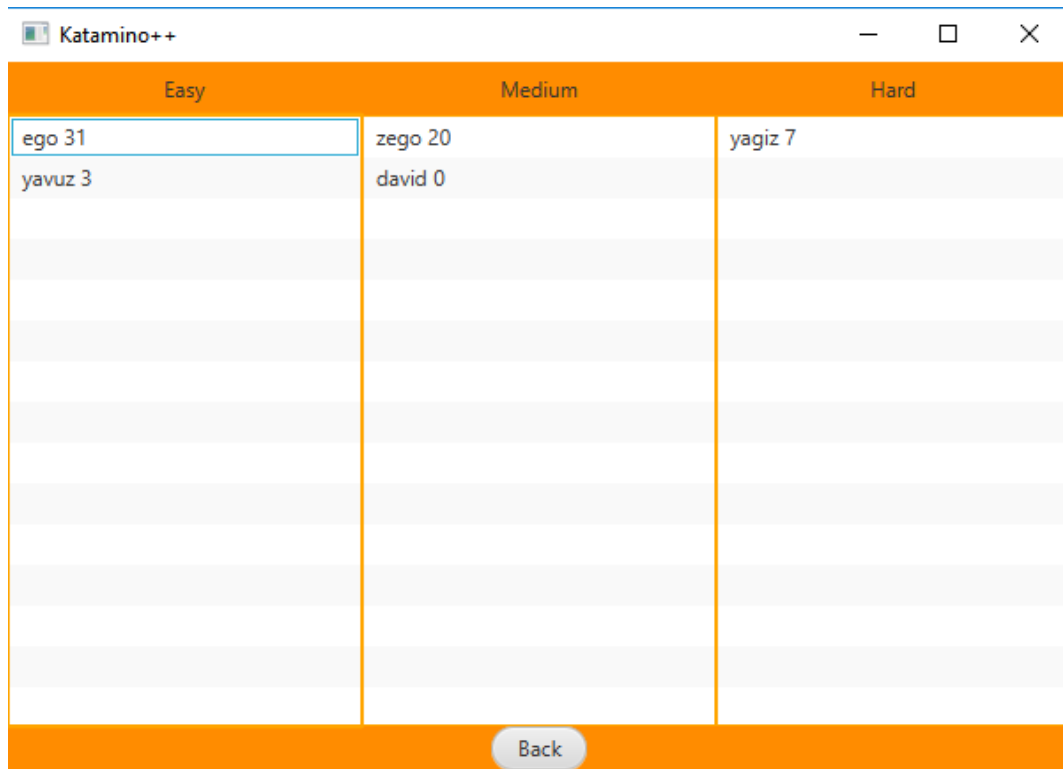 Katamino++
Easy Medium Hard
ego 31 zego 20 yagiz 7
yavuz 3 david 0
Back